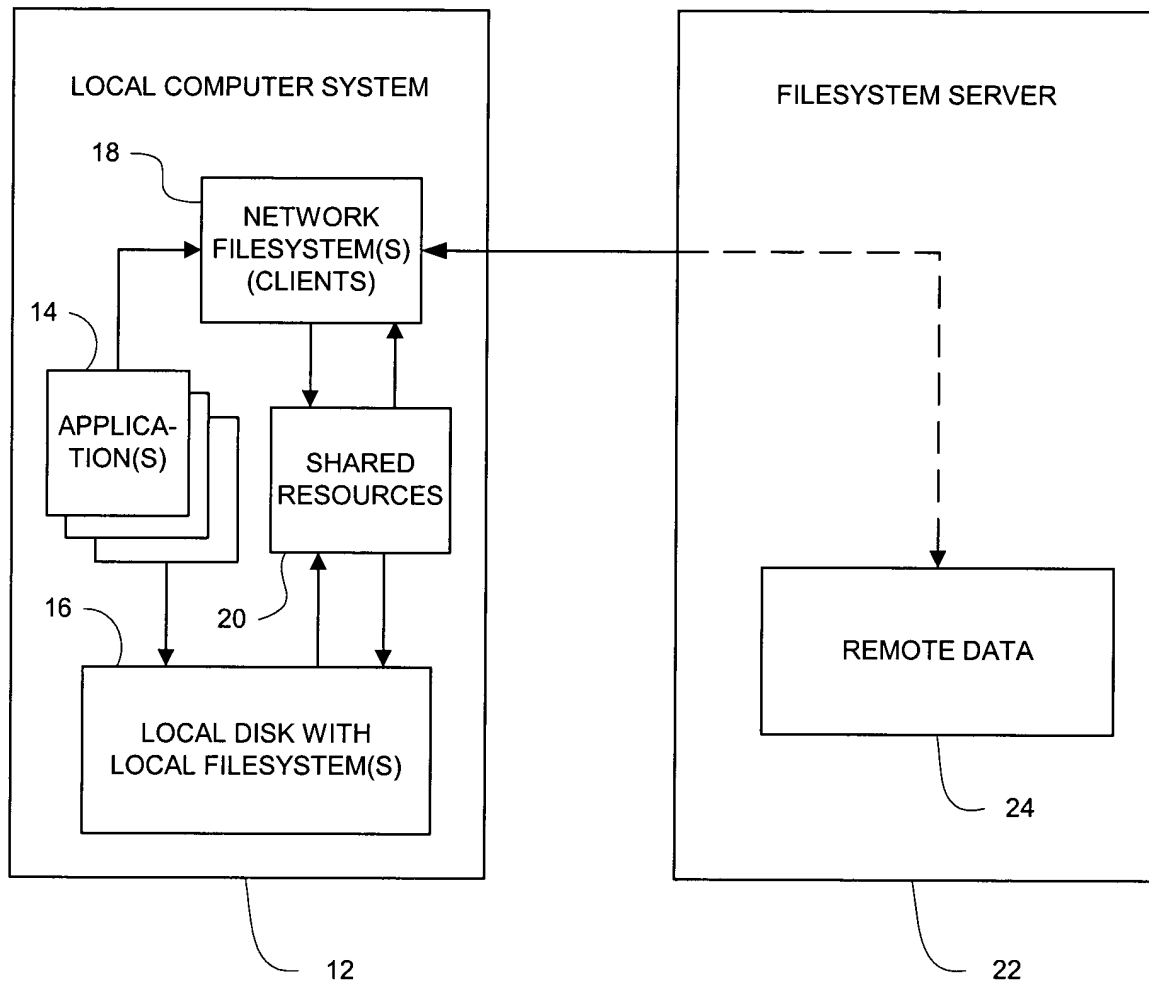 LOCAL COMPUTER SYSTEM
18
NETWORK
FILESYSTEM(S)
(CLIENTS)
14
APPLICA-
TION(S)
SHARED
RESOURCES
16
20
LOCAL DISK WITH
LOCAL FILESYSTEM(S)
12
FILESYSTEM SERVER
REMOTE DATA
24
22